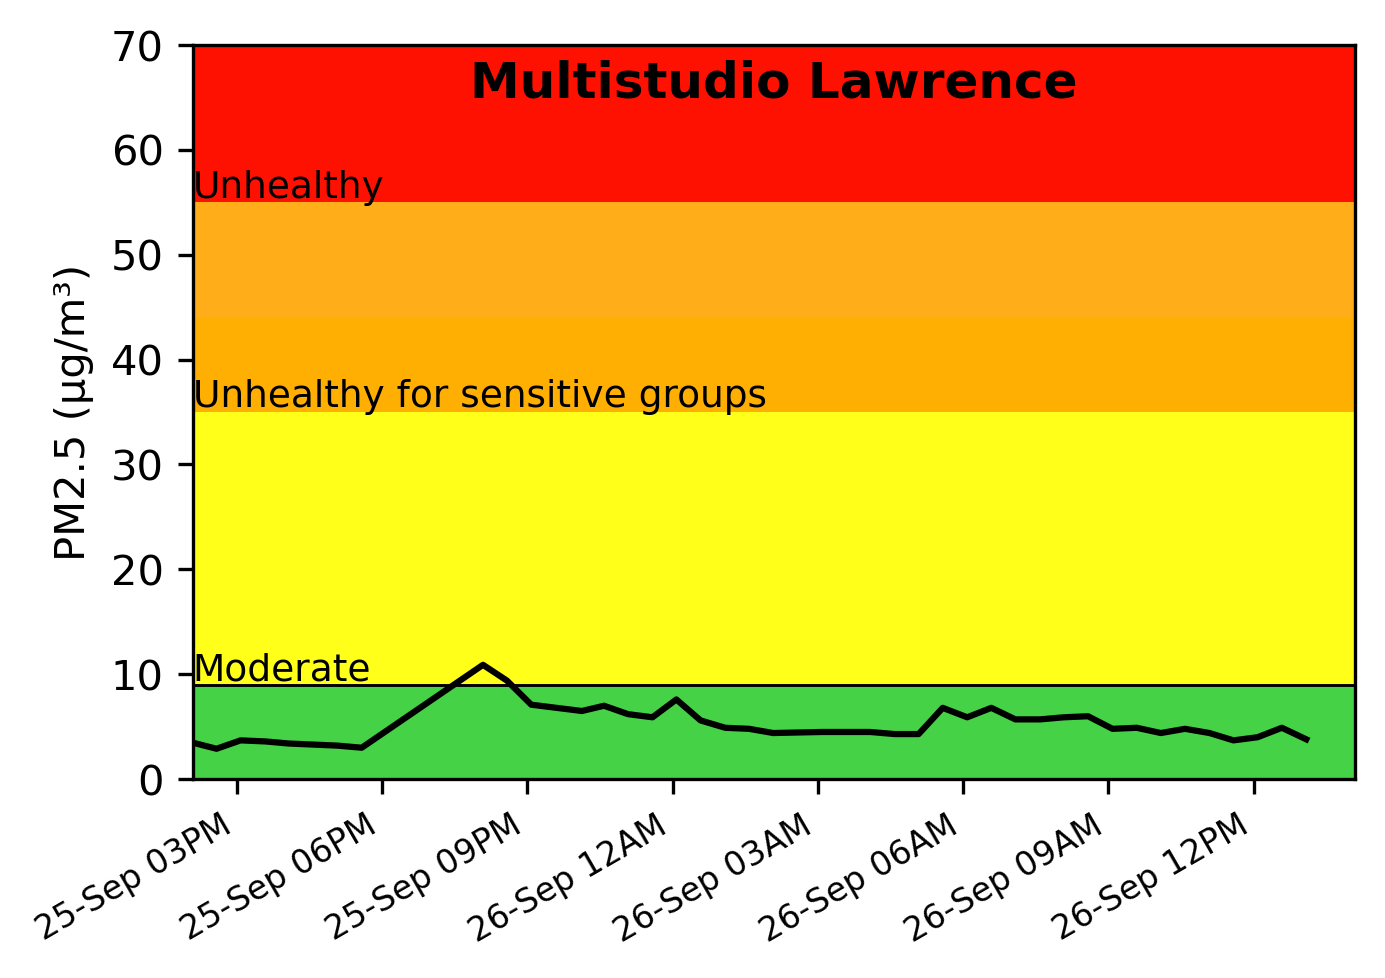 Multistudio Lawrence
70
60
50
40
30
20
10
0
PM2.5 (µg/m³)
Unhealthy
Unhealthy for sensitive groups
Moderate
25-Sep 03PM
25-Sep 06PM
25-Sep 09PM
26-Sep 12AM
26-Sep 03AM
26-Sep 06AM
26-Sep 09AM
26-Sep 12PM